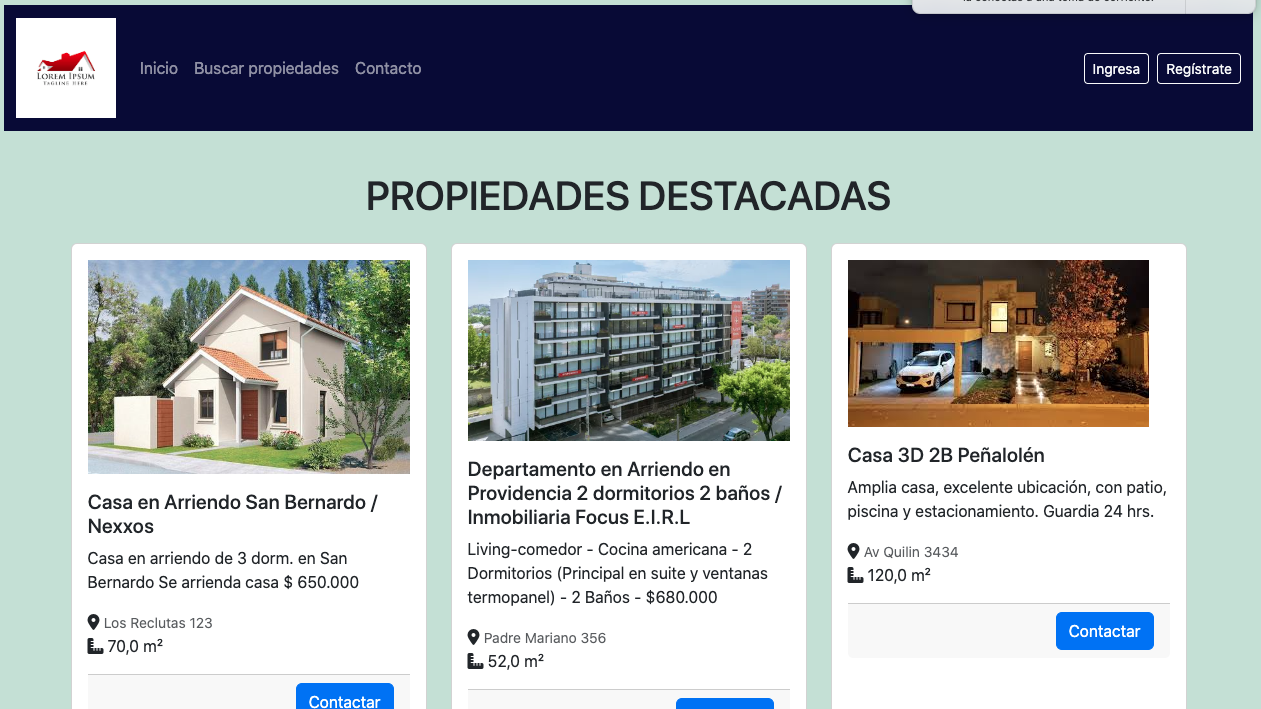 LOREM IPSUM
TAGLINE HERE
Inicio
Buscar propiedades
Contacto
Ingresa
Regístrate
PROPIEDADES DESTACADAS
Casa en Arriendo San Bernardo /
Nexxos
Casa en arriendo de 3 dorm. en San
Bernardo Se arrienda casa $ 650.000
Los Reclutas 123
70,0 m²
Contactar
Departamento en Arriendo en
Providencia 2 dormitorios 2 baños /
Inmobiliaria Focus E.I.R.L
Living-comedor - Cocina americana - 2
Dormitorios (Principal en suite y ventanas
termopanel) - 2 Baños - $680.000
Padre Mariano 356
52,0 m²
Casa 3D 2B Peñalolén
Amplia casa, excelente ubicación, con patio,
piscina y estacionamiento. Guardia 24 hrs.
Av Quilin 3434
120,0 m²
Contactar